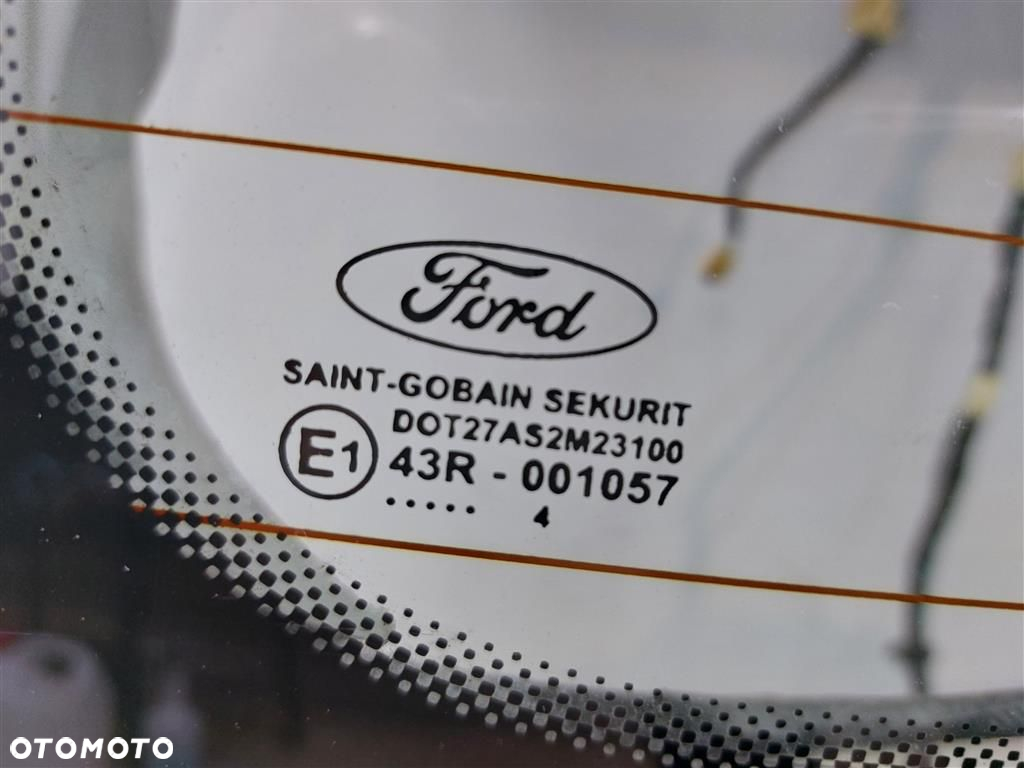 Ford
SAINT-GOBAIN SEKURIT
DOT27AS2M23100
E1 43R - 001057
..... 4
OTOMOTO